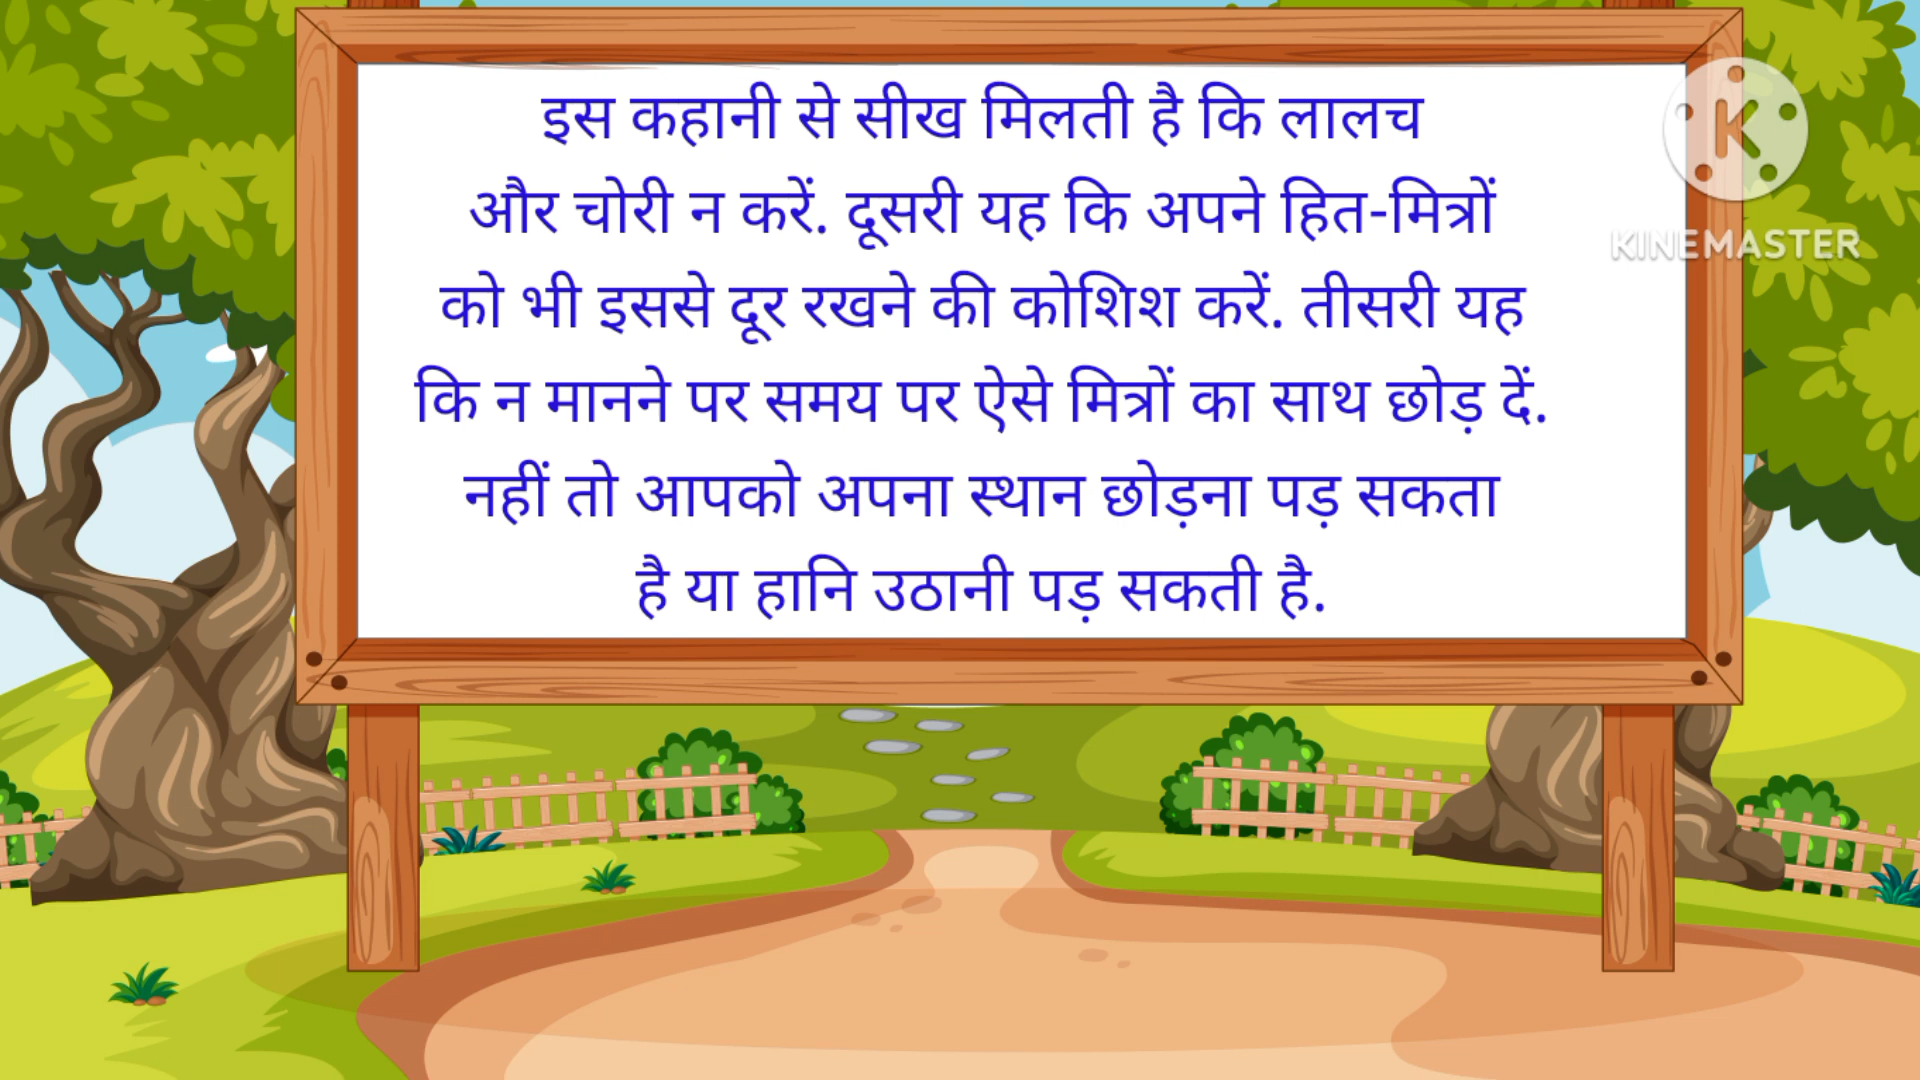 इस कहानी से सीख मिलती है कि लालच
और चोरी न करें. दूसरी यह कि अपने हित-मित्रों
को भी इससे दूर रखने की कोशिश करें. तीसरी यह
कि न मानने पर समय पर ऐसे मित्रों का साथ छोड़ दें.
नहीं तो आपको अपना स्थान छोड़ना पड़ सकता
है या हानि उठानी पड़ सकती है.
K
KINEMASTER